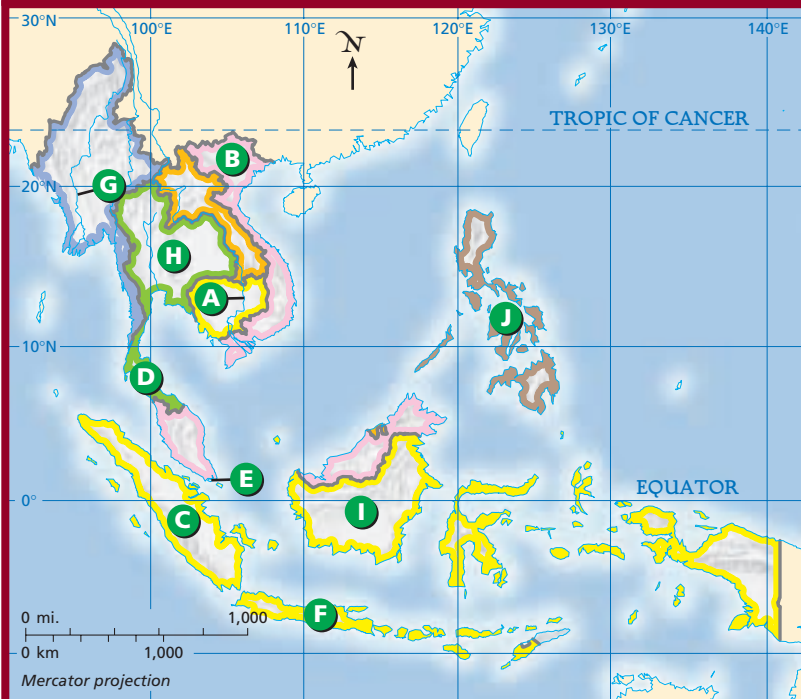 30°N 100°E 110°E 120°E 130°E 140°E
N
TROPIC OF CANCER
B
G
20°N
H
A
J
10°N
D
E
EQUATOR
0°
C
I
F
0 mi. 1,000
0 km 1,000
Mercator projection